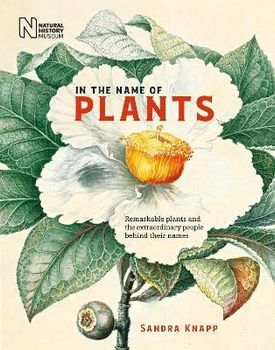 N
NATURAL
HISTORY
MUSEUM
IN THE NAME OF
PLANTS
Remarkable plants and
the extraordinary people
behind their names
SANDRA KNAPP